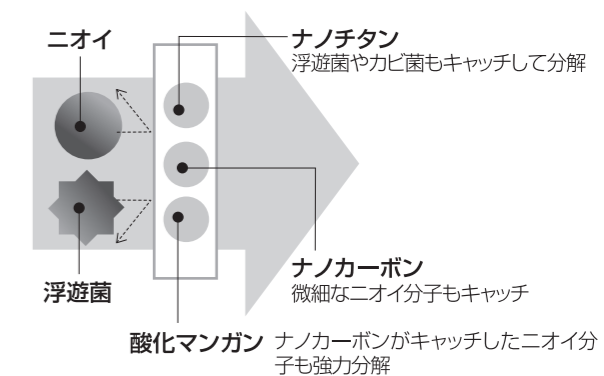 ニオイ
ナノチタン
浮遊菌やカビ菌もキャッチして分解
浮遊菌
ナノカーボン
微細なニオイ分子もキャッチ
酸化マンガン
ナノカーボンがキャッチしたニオイ分
子も強力分解